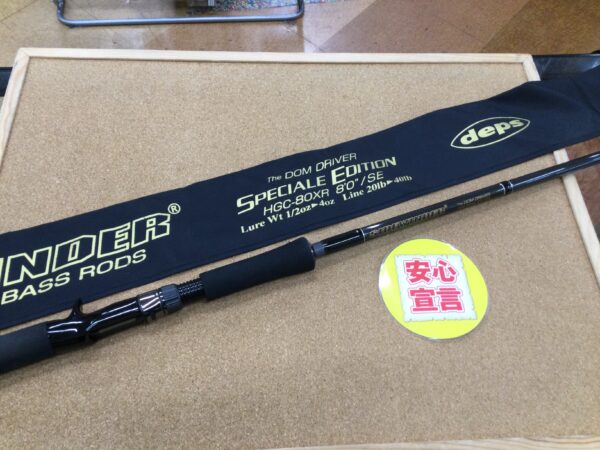 The DOM DRIVER
SPECIALE EDITION
HGC-80XR 8'0"/SE
Lure Wt 1/2oz▶4oz Line 20lb▶40lb
deps
NDER®
BASS RODS
安心
宣言